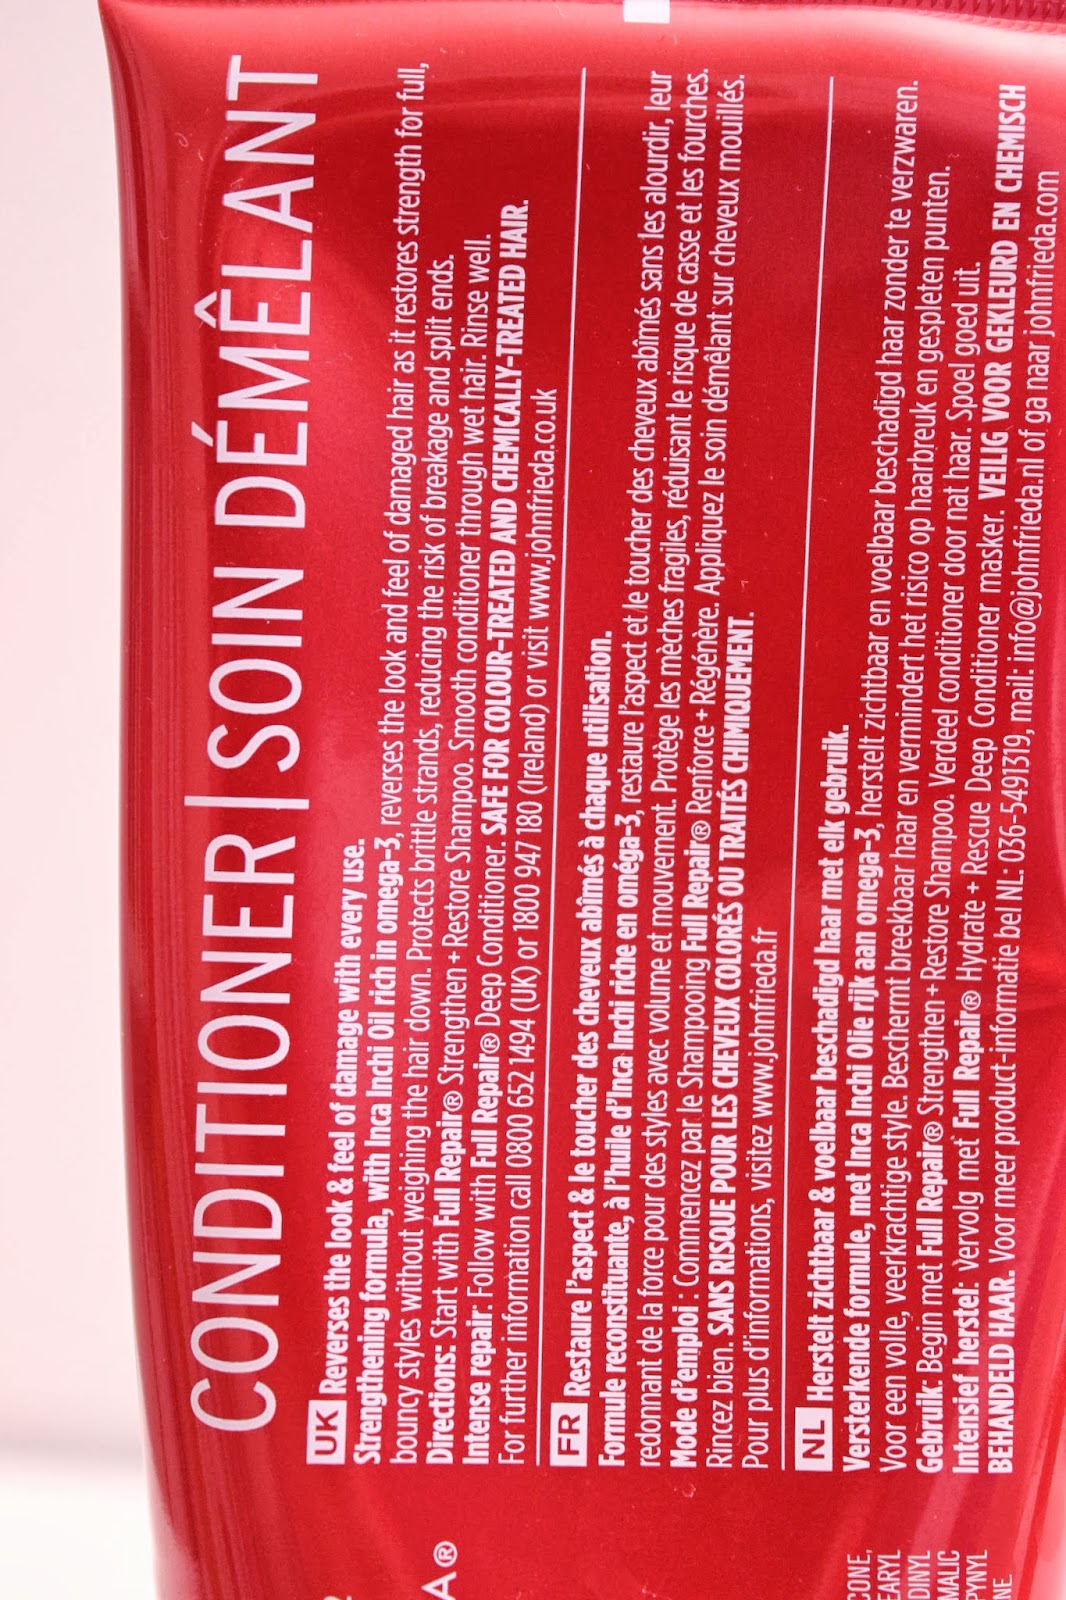 CONDITIONER | SOIN DÉMÊLANT
UK Reverses the look & feel of damage with every use.
Strengthening formula, with Inca Inchi Oil rich in omega-3, reverses the look and feel of damaged hair as it restores strength for full,
bouncy styles without weighing the hair down. Protects brittle strands, reducing the risk of breakage and split ends.
Directions: Start with Full Repair® Strengthen + Restore Shampoo. Smooth conditioner through wet hair. Rinse well.
Intense repair: Follow with Full Repair® Deep Conditioner. SAFE FOR COLOUR-TREATED AND CHEMICALLY-TREATED HAIR.
For further information call 0800 652 1494 (UK) or 1800 947 180 (Ireland) or visit www.johnfrieda.co.uk
FR Restaure l'aspect & le toucher des cheveux abîmés à chaque utilisation.
Formule reconstituante, à l'huile d'Inca Inchi riche en oméga-3, restaure l'aspect et le toucher des cheveux abîmés sans les alourdir, leur
redonnant de la force pour des styles avec volume et mouvement. Protège les mèches fragiles, réduisant le risque de casse et les fourches.
Mode d'emploi : Commencez par le Shampooing Full Repair® Renforce + Régénère. Appliquez le soin démêlant sur cheveux mouillés.
Rincez bien. SANS RISQUE POUR LES CHEVEUX COLORÉS OU TRAITÉS CHIMIQUEMENT.
Pour plus d'informations, visitez www.johnfrieda.fr
NL Herstelt zichtbaar & voelbaar beschadigd haar met elk gebruik.
Versterkende formule, met Inca Inchi Olie rijk aan omega-3, herstelt zichtbaar en voelbaar beschadigd haar zonder te verzwaren.
Voor een volle, veerkrachtige style. Beschermt breekbaar haar en vermindert het risico op haarbreuk en gespleten punten.
Gebruik: Begin met Full Repair® Strengthen + Restore Shampoo. Verdeel conditioner door nat haar. Spoel goed uit.
Intensief herstel: Vervolg met Full Repair® Hydrate + Rescue Deep Conditioner masker. VEILIG VOOR GEKLEURD EN CHEMISCH
BEHANDELD HAAR. Voor meer product-informatie bel NL: 036-5491319, mail: info@johnfrieda.nl of ga naar johnfrieda.com
A®
CONE,
EARYL
DINYL
MALIC
PYNYL
NE.